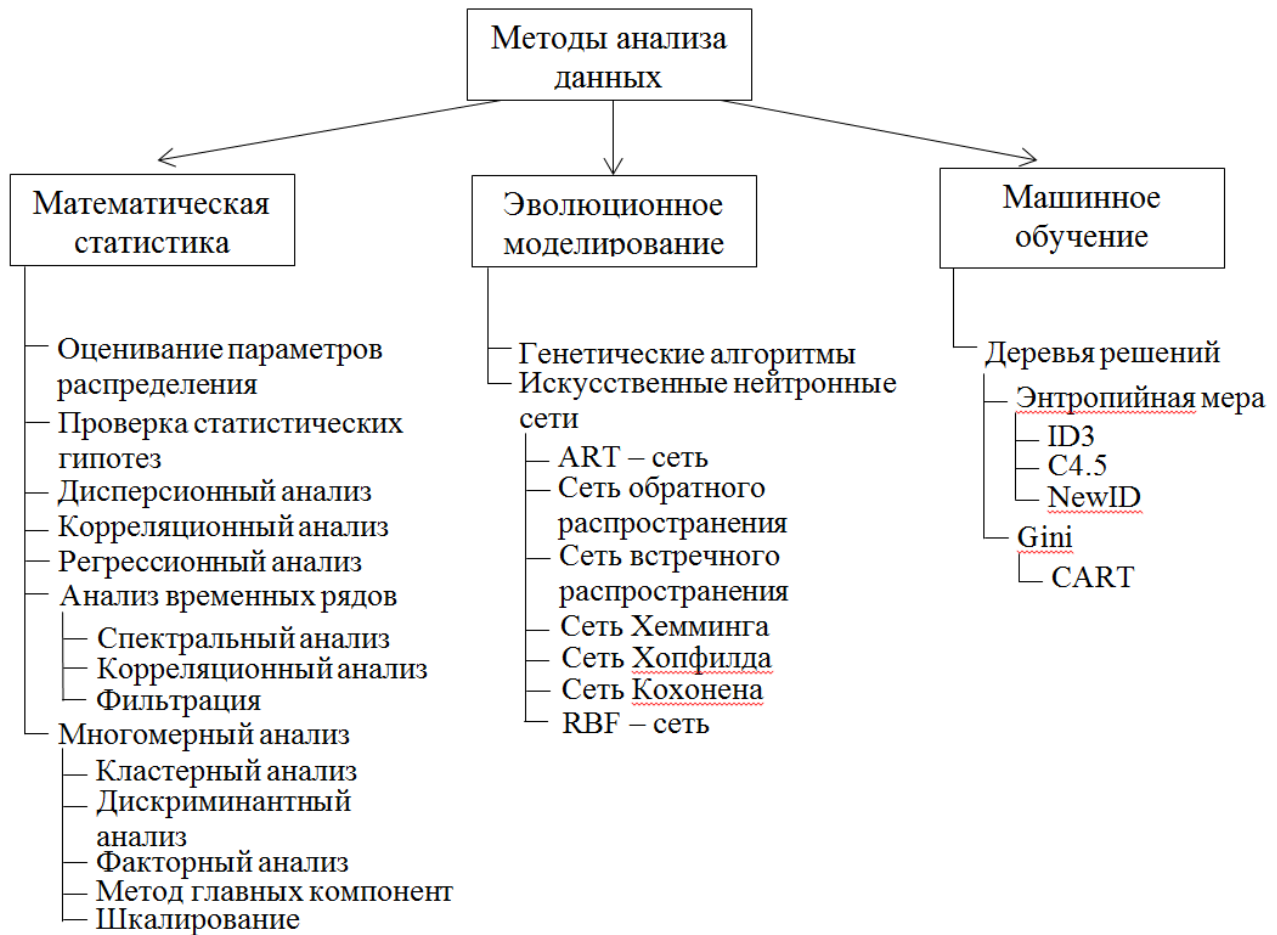 Методы анализа
данных
Математическая
статистика
Оценивание параметров
распределения
Проверка статистических
гипотез
Дисперсионный анализ
Корреляционный анализ
Регрессионный анализ
Анализ временных рядов
Спектральный анализ
Корреляционный анализ
Фильтрация
Многомерный анализ
Кластерный анализ
Дискриминантный
анализ
Факторный анализ
Метод главных компонент
Шкалирование
Эволюционное
моделирование
Генетические алгоритмы
Искусственные нейтронные
сети
ART – сеть
Сеть обратного
распространения
Сеть встречного
распространения
Сеть Хемминга
Сеть Хопфилда
Сеть Кохонена
RBF – сеть
Машинное
обучение
Деревья решений
Энтропийная мера
ID3
C4.5
NewID
Gini
CART